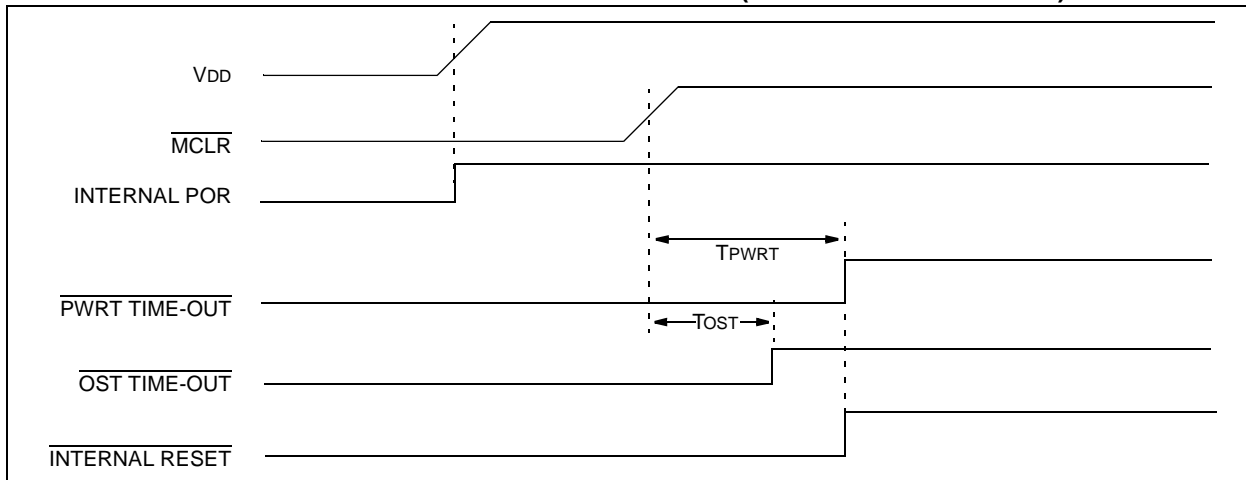 VDD
MCLR
INTERNAL POR
TPWRT
PWRT TIME-OUT
TOST
OST TIME-OUT
INTERNAL RESET